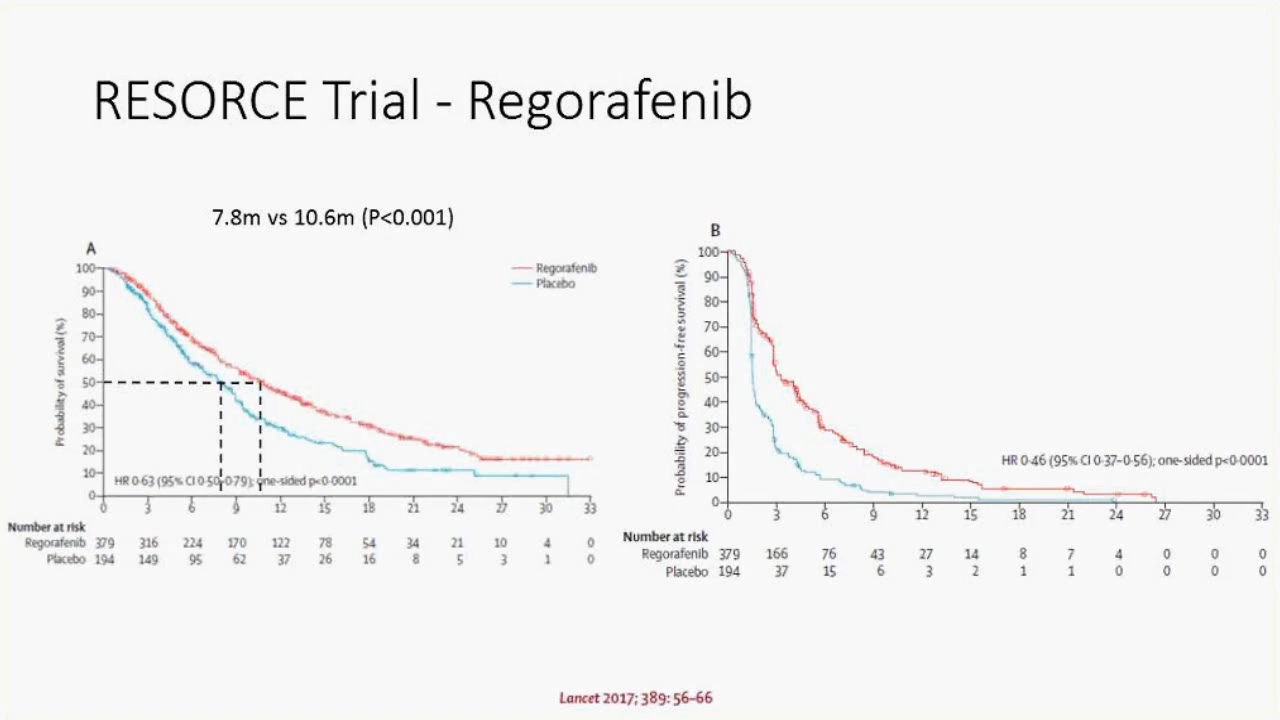 RESORCE Trial - Regorafenib
7.8m vs 10.6m (P<0.001)
A
Probability of survival (%)
100
90
80
70
60
50
40
30
20
10
0
Regorafenib
Placebo
HR 0·63 (95% CI 0·50–0·79); one-sided p<0·0001
0 3 6 9 12 15 18 21 24 27 30 33
Number at risk
Regorafenib 379 316 224 170 122 78 54 34 21 10 4 0
Placebo 194 149 95 62 37 26 16 8 5 3 1 0
B
Probability of progression-free survival (%)
100
90
80
70
60
50
40
30
20
10
0
HR 0·46 (95% CI 0·37–0·56); one-sided p<0·0001
0 3 6 9 12 15 18 21 24 27 30 33
Number at risk
Regorafenib 379 166 76 43 27 14 8 7 4 0 0 0
Placebo 194 37 15 6 3 2 1 1 0 0 0 0
Lancet 2017; 389: 56–66